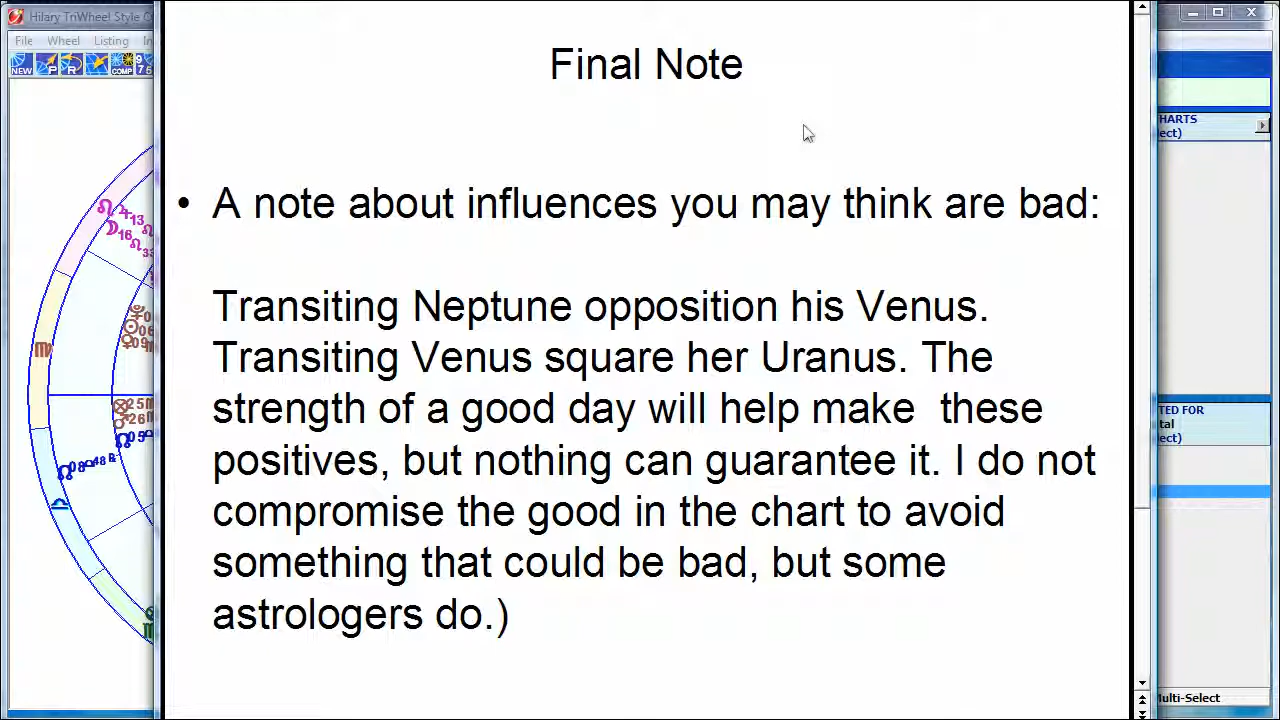 Hilary TriWheel Style C
File Wheel Listing In
NEW P R COMP
Final Note
HARTS
ect)
• A note about influences you may think are bad:
Transiting Neptune opposition his Venus.
Transiting Venus square her Uranus. The
strength of a good day will help make these
positives, but nothing can guarantee it. I do not
compromise the good in the chart to avoid
something that could be bad, but some
astrologers do.)
TED FOR
tal
ect)
Multi-Select